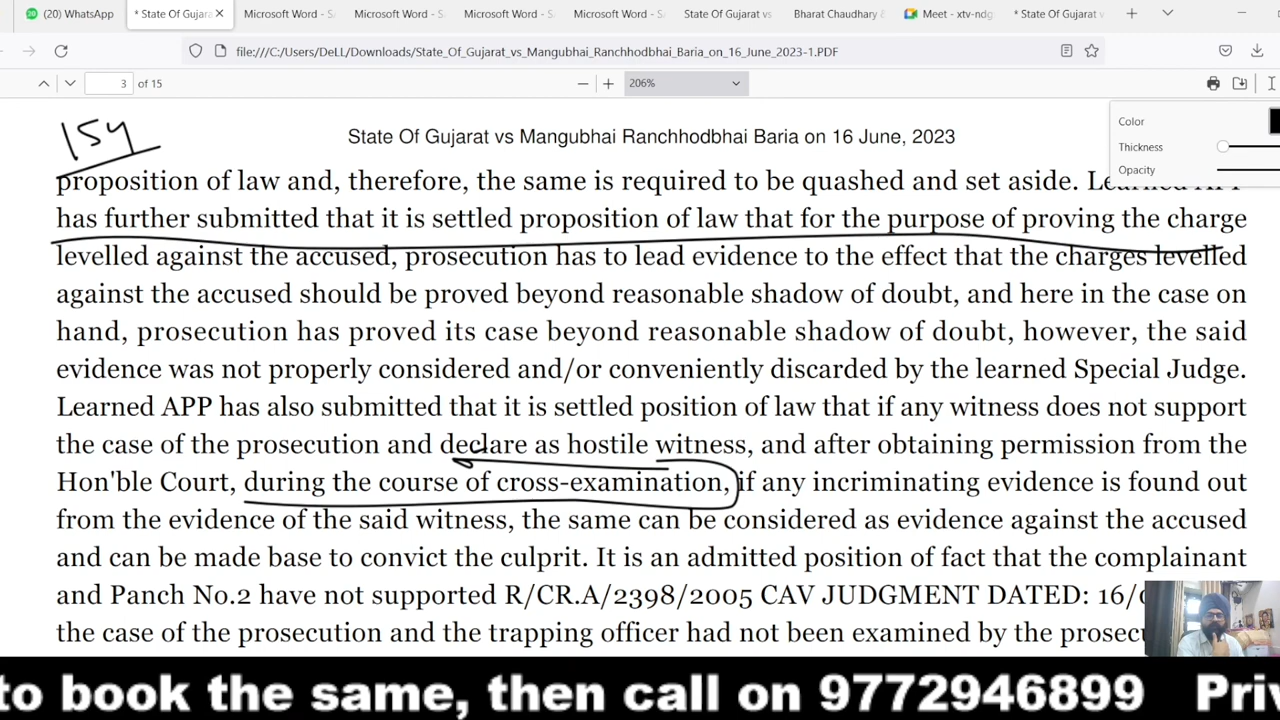 (20) WhatsApp
* State Of Gujara
Microsoft Word - S
Microsoft Word - S
Microsoft Word - S
Microsoft Word - S
State Of Gujarat vs
Bharat Chaudhary &
Meet - xtv-ndg
* State Of Gujarat v
file:///C:/Users/DeLL/Downloads/State_Of_Gujarat_vs_Mangubhai_Ranchhodbhai_Baria_on_16_June_2023-1.PDF
3 of 15
206%
Color
Thickness
Opacity
154
State Of Gujarat vs Mangubhai Ranchhodbhai Baria on 16 June, 2023
proposition of law and, therefore, the same is required to be quashed and set aside. Learned APP
has further submitted that it is settled proposition of law that for the purpose of proving the charge
levelled against the accused, prosecution has to lead evidence to the effect that the charges levelled
against the accused should be proved beyond reasonable shadow of doubt, and here in the case on
hand, prosecution has proved its case beyond reasonable shadow of doubt, however, the said
evidence was not properly considered and/or conveniently discarded by the learned Special Judge.
Learned APP has also submitted that it is settled position of law that if any witness does not support
the case of the prosecution and declare as hostile witness, and after obtaining permission from the
Hon'ble Court, during the course of cross-examination, if any incriminating evidence is found out
from the evidence of the said witness, the same can be considered as evidence against the accused
and can be made base to convict the culprit. It is an admitted position of fact that the complainant
and Panch No.2 have not supported R/CR.A/2398/2005 CAV JUDGMENT DATED: 16/
the case of the prosecution and the trapping officer had not been examined by the prosecu
to book the same, then call on 9772946899 Priv